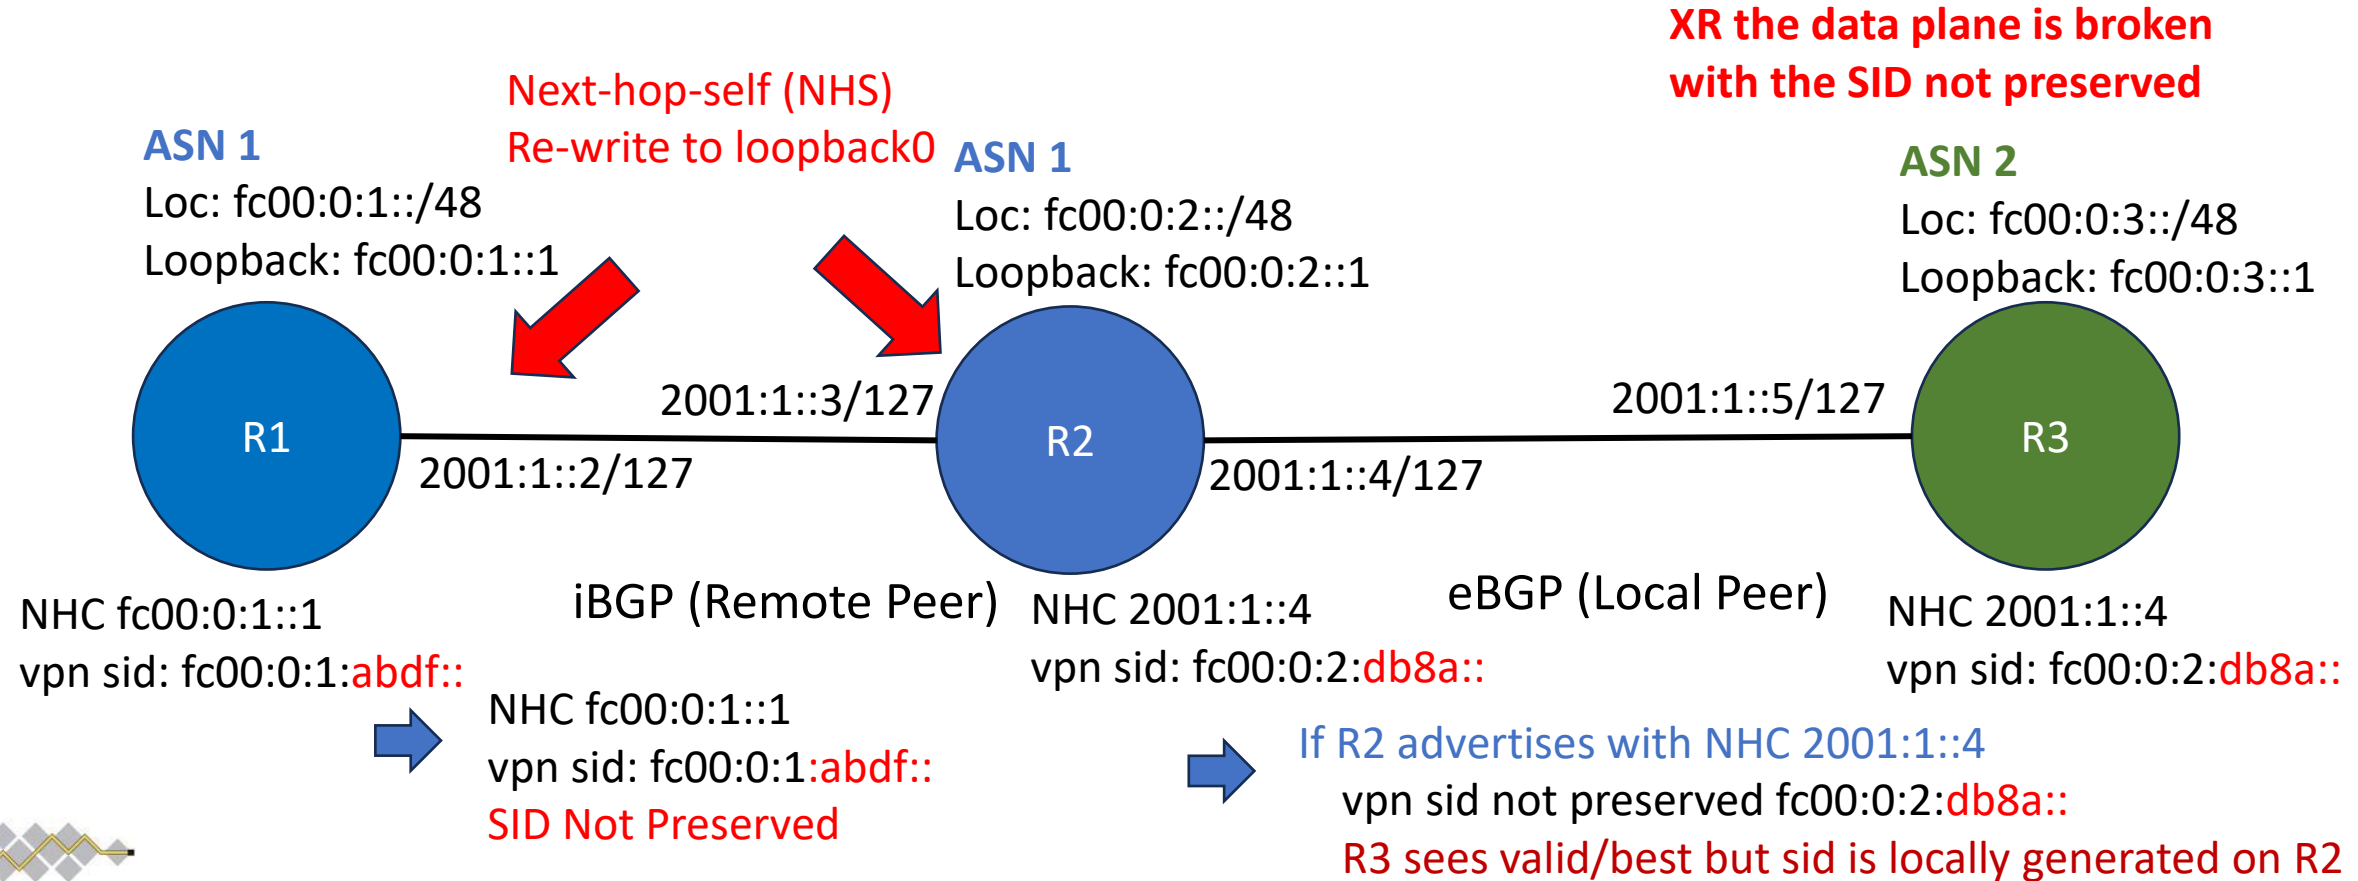 XR the data plane is broken
with the SID not preserved
Next-hop-self (NHS)
Re-write to loopback0
ASN 1
Loc: fc00:0:1::/48
Loopback: fc00:0:1::1
ASN 1
Loc: fc00:0:2::/48
Loopback: fc00:0:2::1
ASN 2
Loc: fc00:0:3::/48
Loopback: fc00:0:3::1
R1
2001:1::2/127
2001:1::3/127
R2
2001:1::4/127
2001:1::5/127
R3
iBGP (Remote Peer)
eBGP (Local Peer)
NHC fc00:0:1::1
vpn sid: fc00:0:1:abdf::
NHC fc00:0:1::1
vpn sid: fc00:0:1:abdf::
SID Not Preserved
NHC 2001:1::4
vpn sid: fc00:0:2:db8a::
NHC 2001:1::4
vpn sid: fc00:0:2:db8a::
If R2 advertises with NHC 2001:1::4
vpn sid not preserved fc00:0:2:db8a::
R3 sees valid/best but sid is locally generated on R2